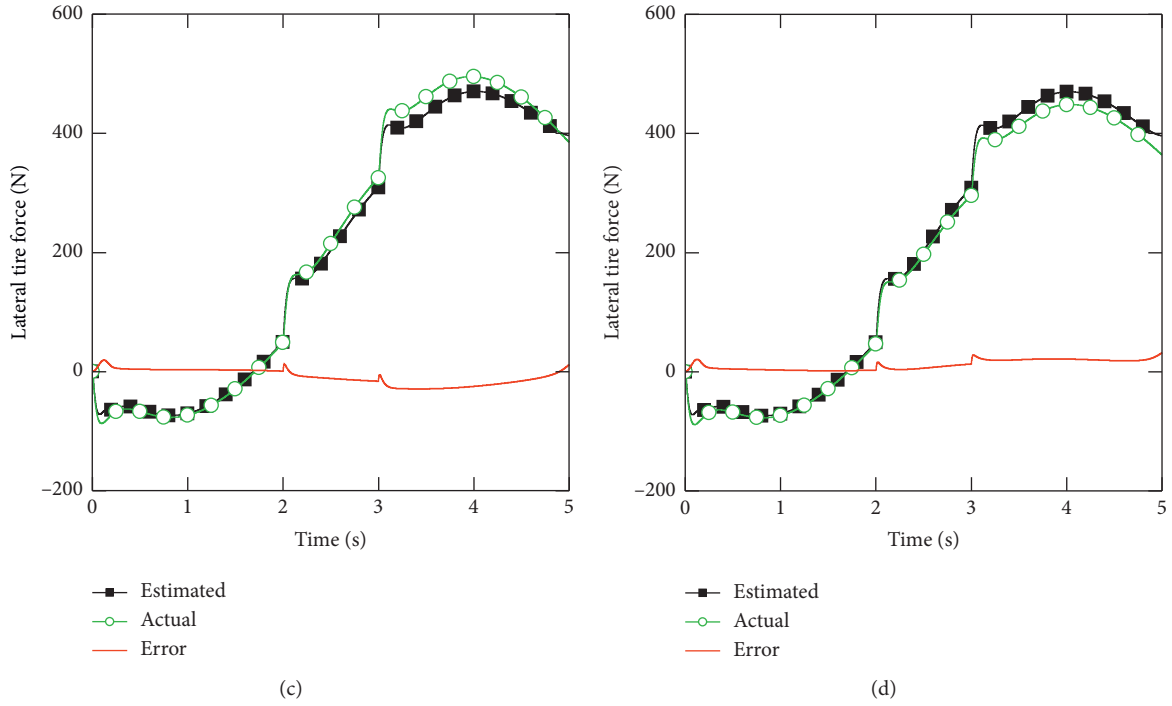 600
400
200
0
–200
Lateral tire force (N)
0 1 2 3 4 5
Time (s)
Estimated
Actual
Error
(c)
600
400
200
0
–200
Lateral tire force (N)
0 1 2 3 4 5
Time (s)
Estimated
Actual
Error
(d)